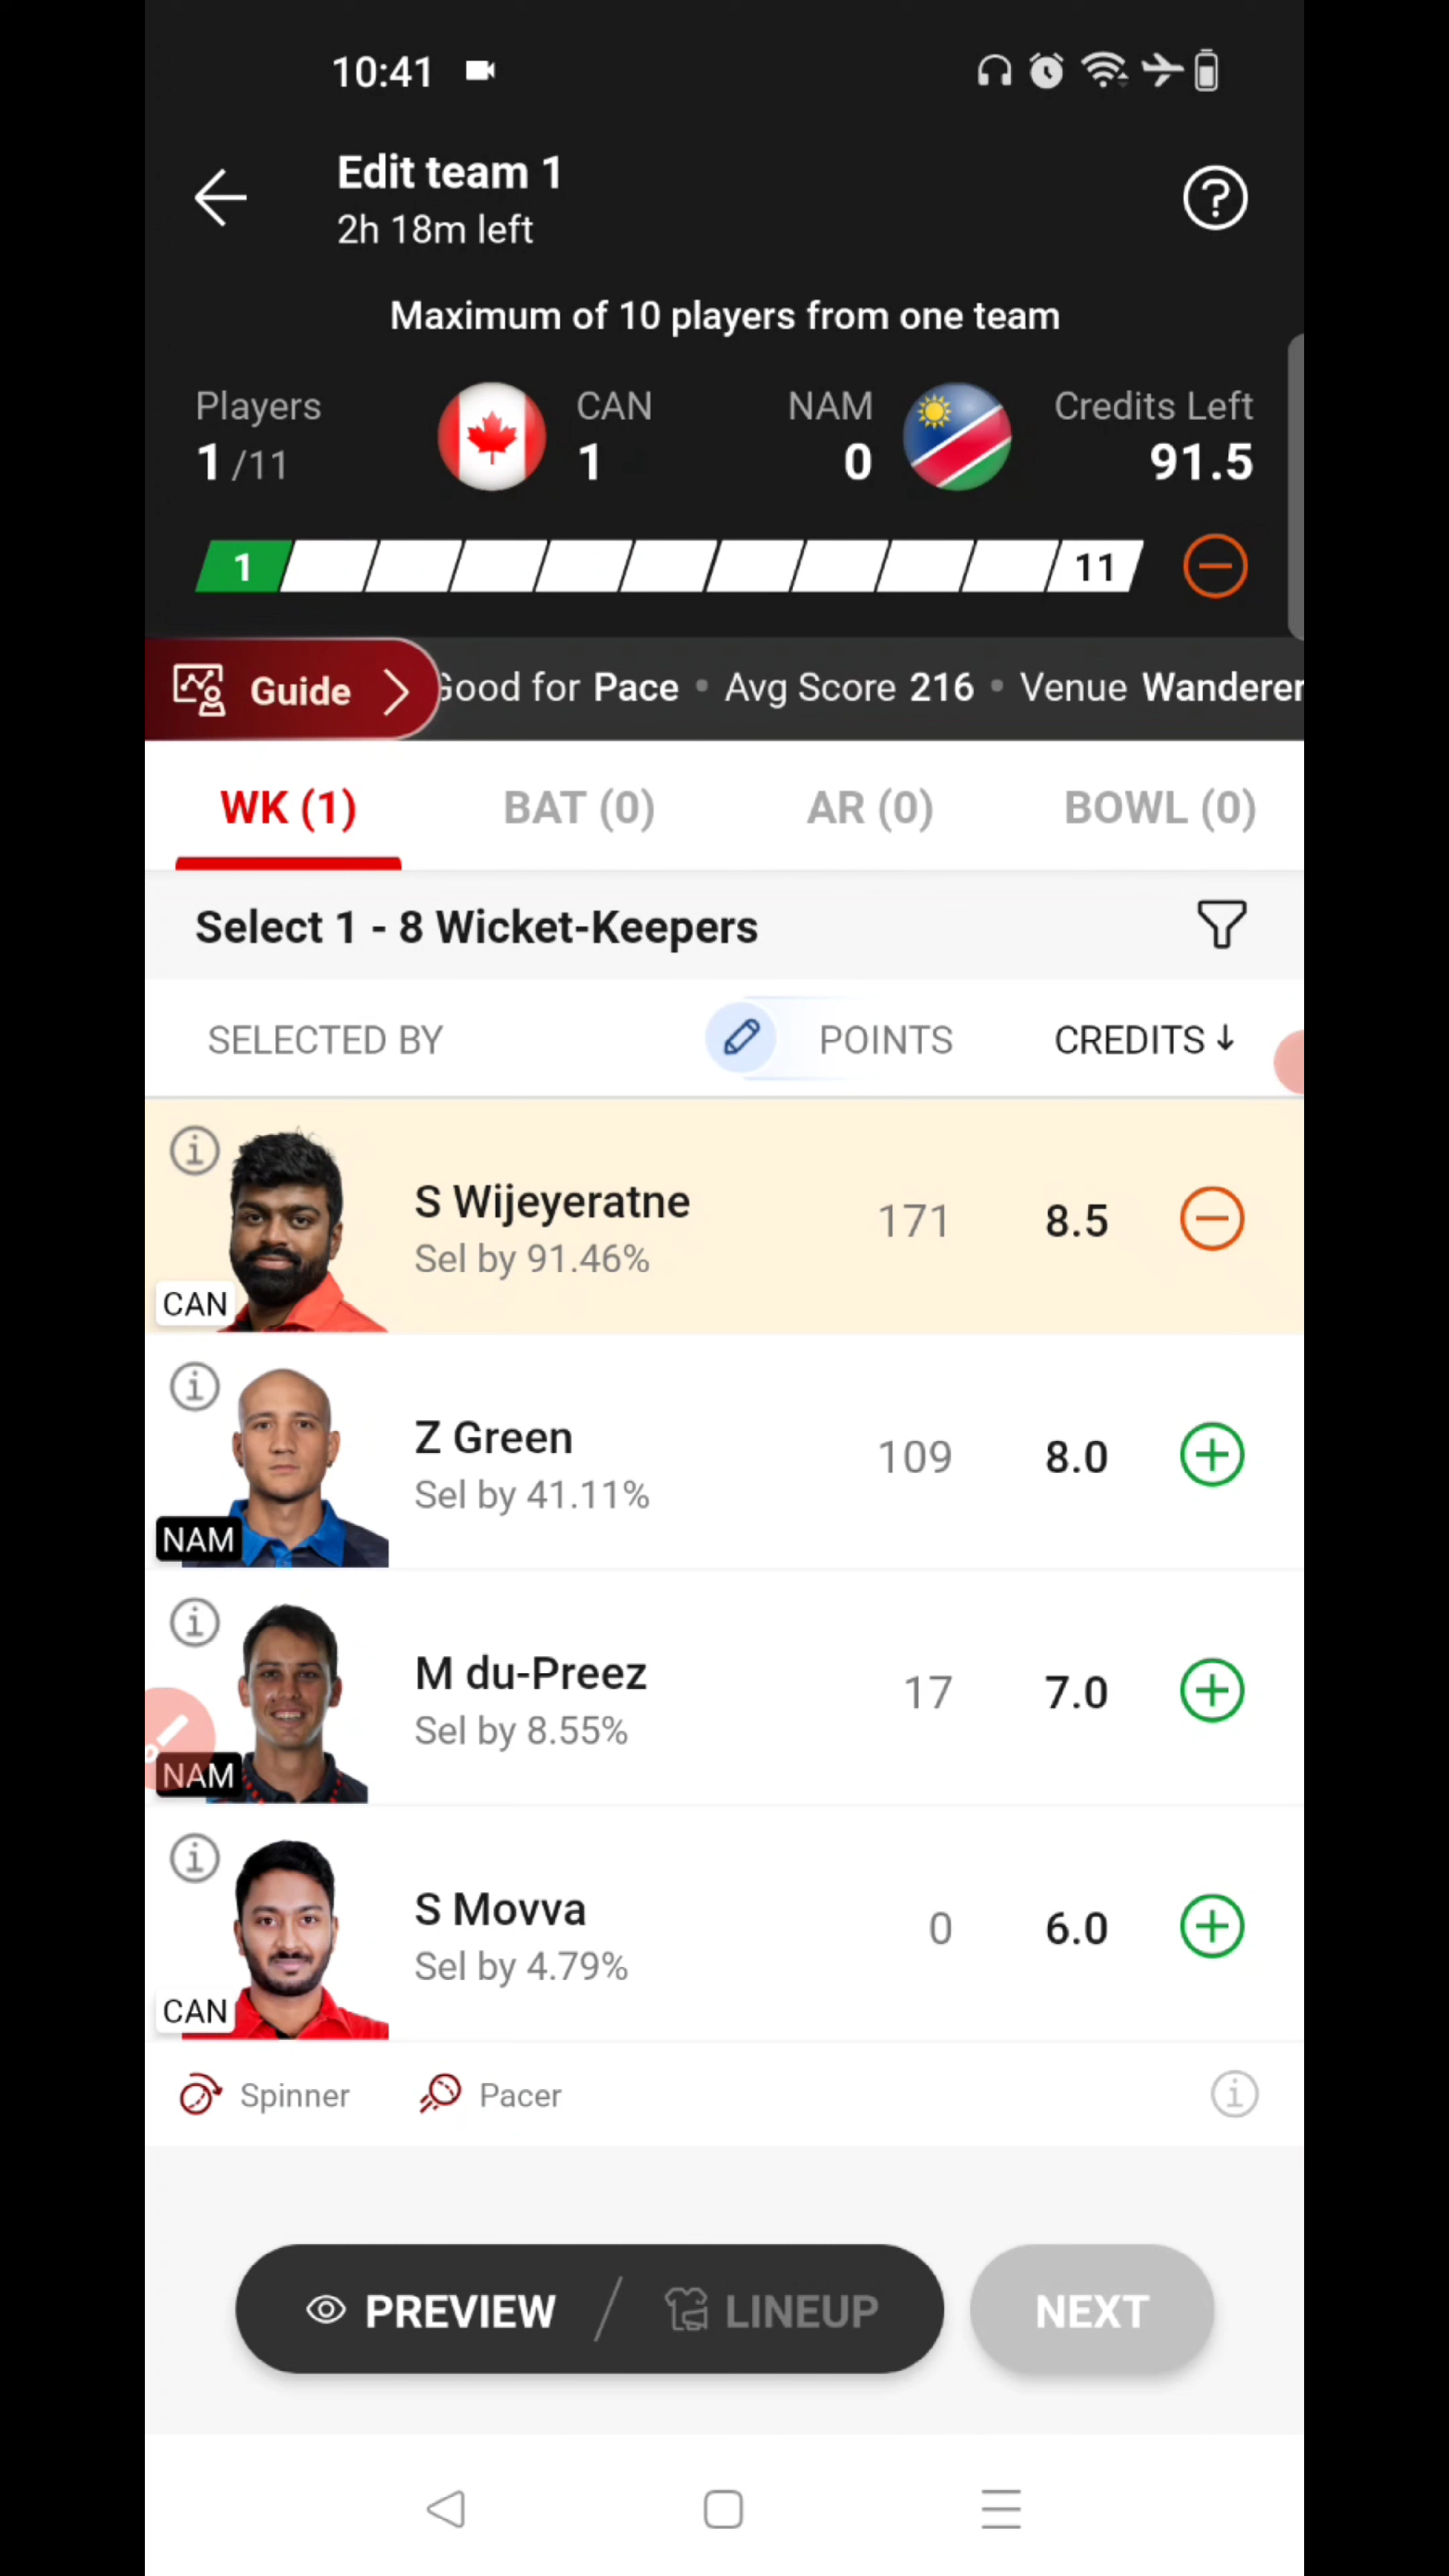 10:41
Edit team 1
2h 18m left
Maximum of 10 players from one team
Players
1 /11
CAN
1
NAM
0
Credits Left
91.5
1
11
Guide
Good for Pace • Avg Score 216 • Venue Wanderer
WK (1)
BAT (0)
AR (0)
BOWL (0)
Select 1 - 8 Wicket-Keepers
SELECTED BY
POINTS
CREDITS ↓
S Wijeyeratne
Sel by 91.46%
171
8.5
CAN
Z Green
Sel by 41.11%
109
8.0
NAM
M du-Preez
Sel by 8.55%
17
7.0
NAM
S Movva
Sel by 4.79%
0
6.0
CAN
Spinner
Pacer
PREVIEW
LINEUP
NEXT